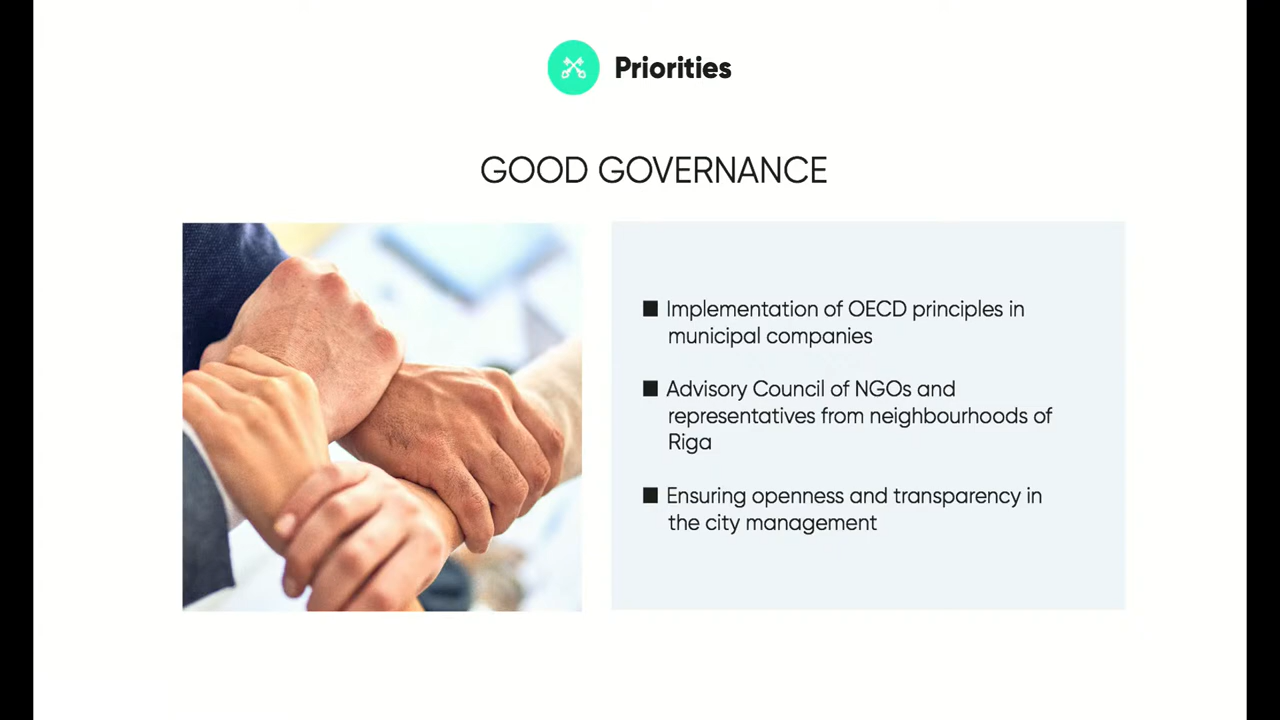 Priorities
GOOD GOVERNANCE
■ Implementation of OECD principles in
municipal companies
■ Advisory Council of NGOs and
representatives from neighbourhoods of
Riga
■ Ensuring openness and transparency in
the city management